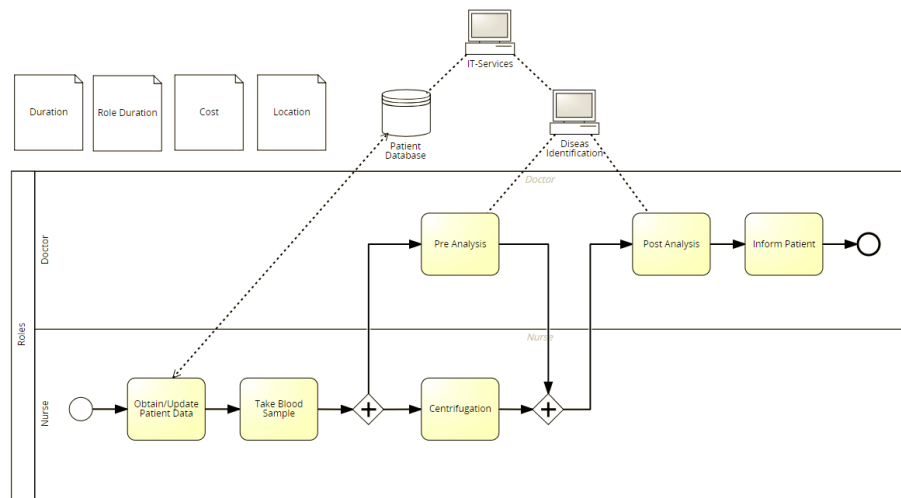 IT-Services
Duration
Role Duration
Cost
Location
Patient
Database
Diseas
Identification
Roles
Doctor
Doctor
Pre Analysis
Post Analysis
Inform Patient
Nurse
Nurse
Obtain/Update
Patient Data
Take Blood
Sample
Centrifugation